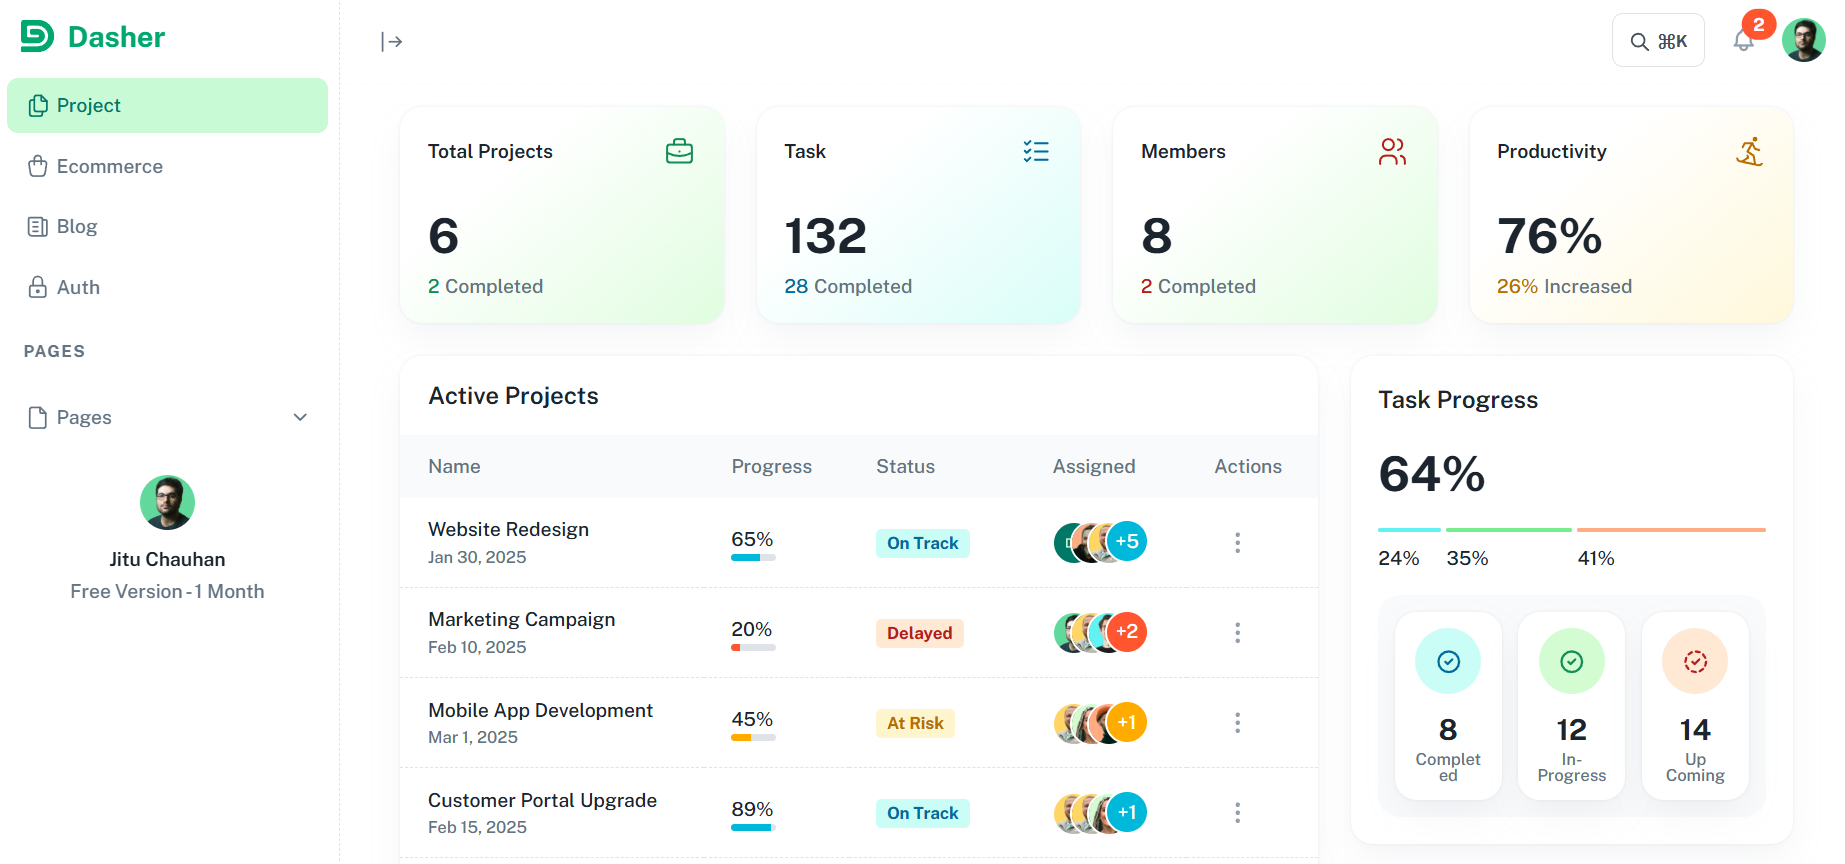 Dasher
⌘K
2
Project
Ecommerce
Blog
Auth
PAGES
Pages
Jitu Chauhan
Free Version - 1 Month
Total Projects
6
2 Completed
Task
132
28 Completed
Members
8
2 Completed
Productivity
76%
26% Increased
Active Projects
Name Progress Status Assigned Actions
Website Redesign
Jan 30, 2025
65%
On Track
+5
Marketing Campaign
Feb 10, 2025
20%
Delayed
+2
Mobile App Development
Mar 1, 2025
45%
At Risk
+1
Customer Portal Upgrade
Feb 15, 2025
89%
On Track
+1
Task Progress
64%
24% 35% 41%
8
Complet
ed
12
In-
Progress
14
Up
Coming